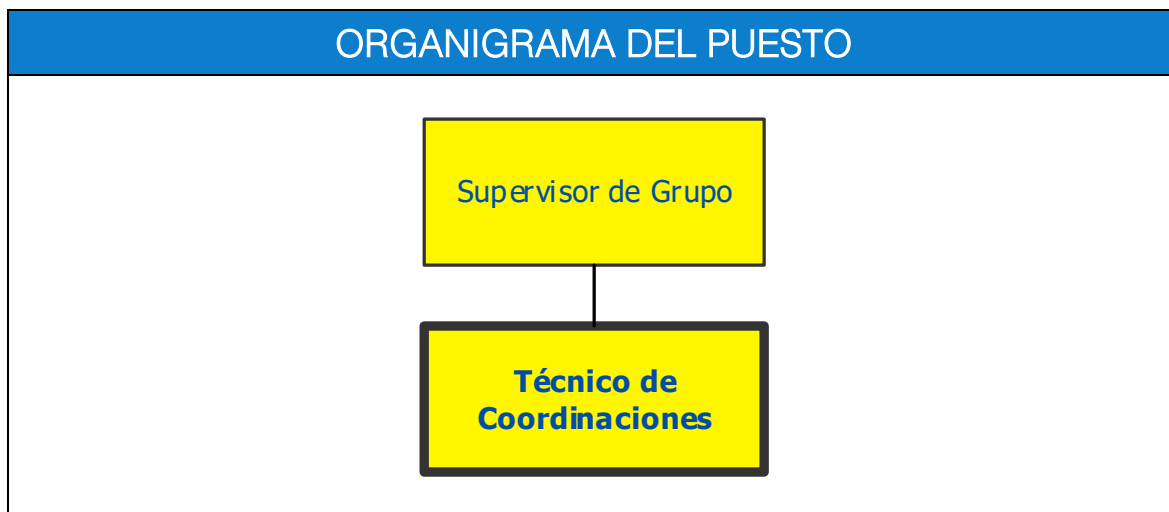 ORGANIGRAMA DEL PUESTO
Supervisor de Grupo
Técnico de
Coordinaciones